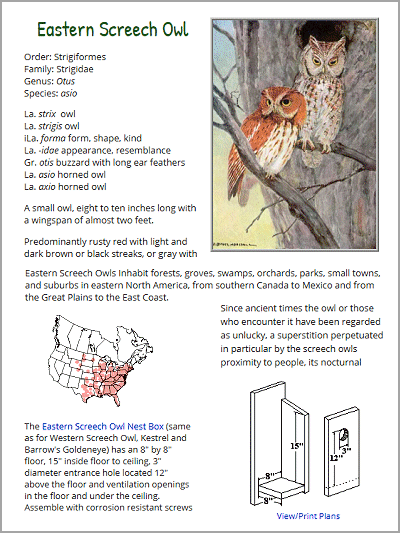 Eastern Screech Owl
Order: Strigiformes
Family: Strigidae
Genus: Otus
Species: asio
La. strix owl
La. strigis owl
iLa. forma form, shape, kind
La. -idae appearance, resemblance
Gr. otis buzzard with long ear feathers
La. asio horned owl
La. axio horned owl
A small owl, eight to ten inches long with
a wingspan of almost two feet.
Predominantly rusty red with light and
dark brown or black streaks, or gray with
Eastern Screech Owls Inhabit forests, groves, swamps, orchards, parks, small towns,
and suburbs in eastern North America, from southern Canada to Mexico and from
the Great Plains to the East Coast.
Since ancient times the owl or those
who encounter it have been regarded
as unlucky, a superstition perpetuated
in particular by the screech owls
proximity to people, its nocturnal
The Eastern Screech Owl Nest Box (same
as for Western Screech Owl, Kestrel and
Barrow's Goldeneye) has an 8" by 8"
floor, 15" inside floor to ceiling, 3"
diameter entrance hole located 12"
above the floor and ventilation openings
in the floor and under the ceiling.
Assemble with corrosion resistant screws
15"
8"
8"
3"
12"
View/Print Plans